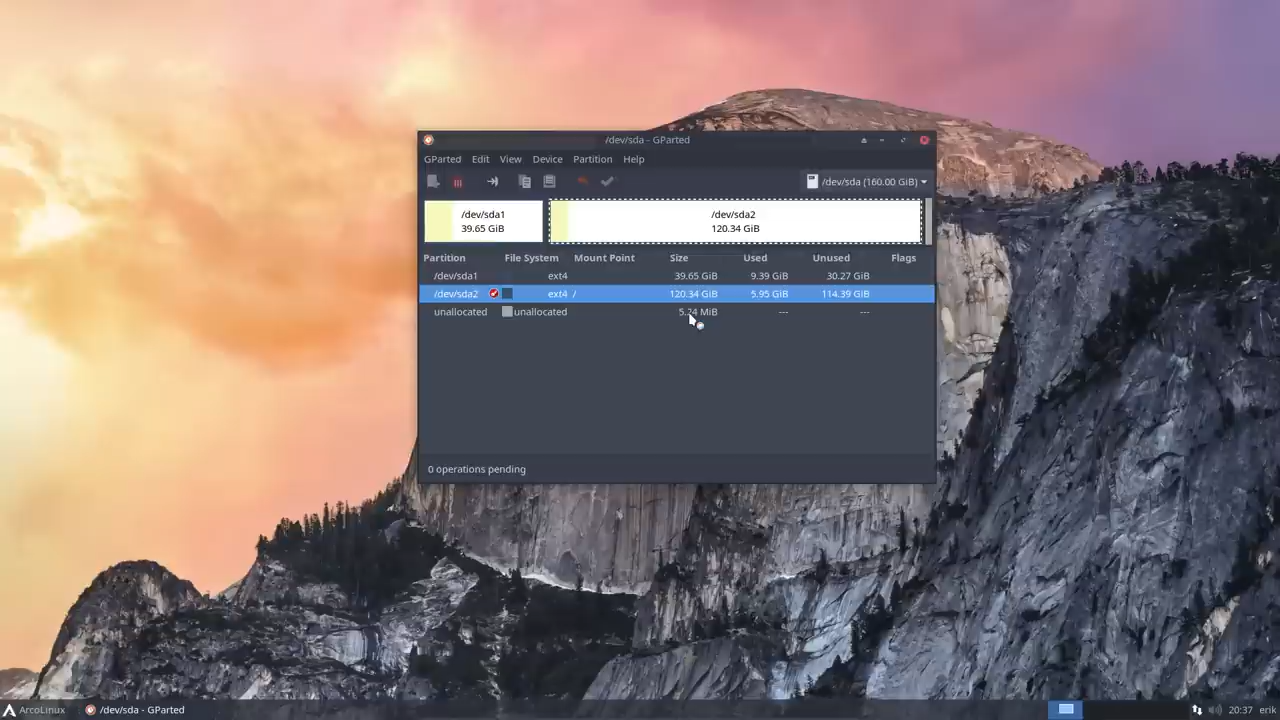 /dev/sda - GParted
GParted Edit View Device Partition Help
/dev/sda (160.00 GiB)
/dev/sda1
39.65 GiB
/dev/sda2
120.34 GiB
Partition File System Mount Point Size Used Unused Flags
/dev/sda1 ext4 39.65 GiB 9.39 GiB 30.27 GiB
/dev/sda2 ext4 / 120.34 GiB 5.95 GiB 114.39 GiB
unallocated unallocated 5.24 MiB --- ---
0 operations pending
ArcoLinux /dev/sda - GParted 20:37 erik